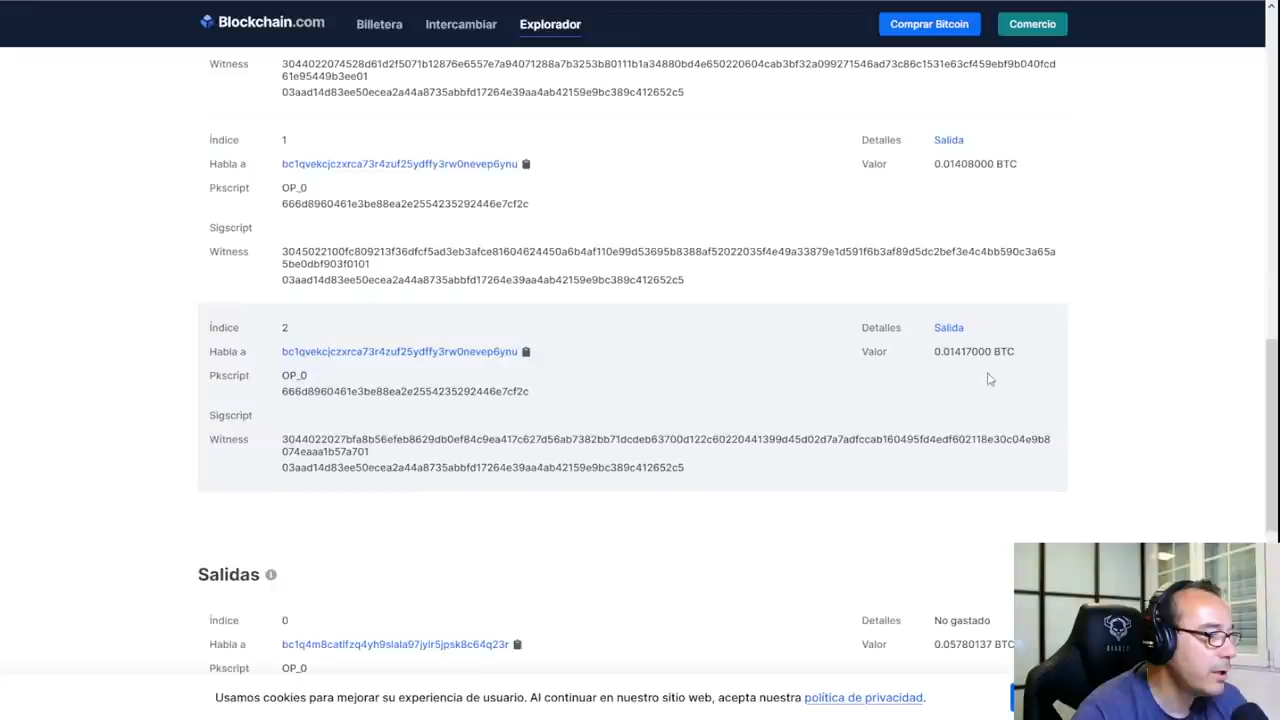 Blockchain.com Billetera Intercambiar Explorador Comprar Bitcoin Comercio
Witness 3044022074528d61d2f5071b12876e6557e7a94071288a7b3253b80111b1a34880bd4e650220604cab3bf32a099271546ad73c86c1531e63cf459ebf9b040fcd
61e95449b3ee01
03aad14d83ee50ecea2a44a8735abbfd17264e39aa4ab42159e9bc389c412652c5
Índice 1 Detalles Salida
Habla a bc1qvekcjczxrca73r4zuf25ydffy3rw0nevep6ynu Valor 0.01408000 BTC
Pkscript OP_0
666d8960461e3be88ea2e2554235292446e7cf2c
Sigscript
Witness 3045022100fc809213f36dfcf5ad3eb3afce81604624450a6b4af110e99d53695b8388af52022035f4e49a33879e1d591f6b3af89d5dc2bef3e4c4bb590c3a65a
5be0dbf903f0101
03aad14d83ee50ecea2a44a8735abbfd17264e39aa4ab42159e9bc389c412652c5
Índice 2 Detalles Salida
Habla a bc1qvekcjczxrca73r4zuf25ydffy3rw0nevep6ynu Valor 0.01417000 BTC
Pkscript OP_0
666d8960461e3be88ea2e2554235292446e7cf2c
Sigscript
Witness 3044022027bfa8b56efeb8629db0ef84c9ea417c627d56ab7382bb71dcdeb63700d122c60220441399d45d02d7a7adfccab160495fd4edf602118e30c04e9b8
074eaaa1b57a701
03aad14d83ee50ecea2a44a8735abbfd17264e39aa4ab42159e9bc389c412652c5
Salidas
Índice 0 Detalles No gastado
Habla a bc1q4m8catlfzq4yh9slala97jylr5jpsk8c64q23r Valor 0.05780137 BTC
Pkscript OP_0
Usamos cookies para mejorar su experiencia de usuario. Al continuar en nuestro sitio web, acepta nuestra política de privacidad.